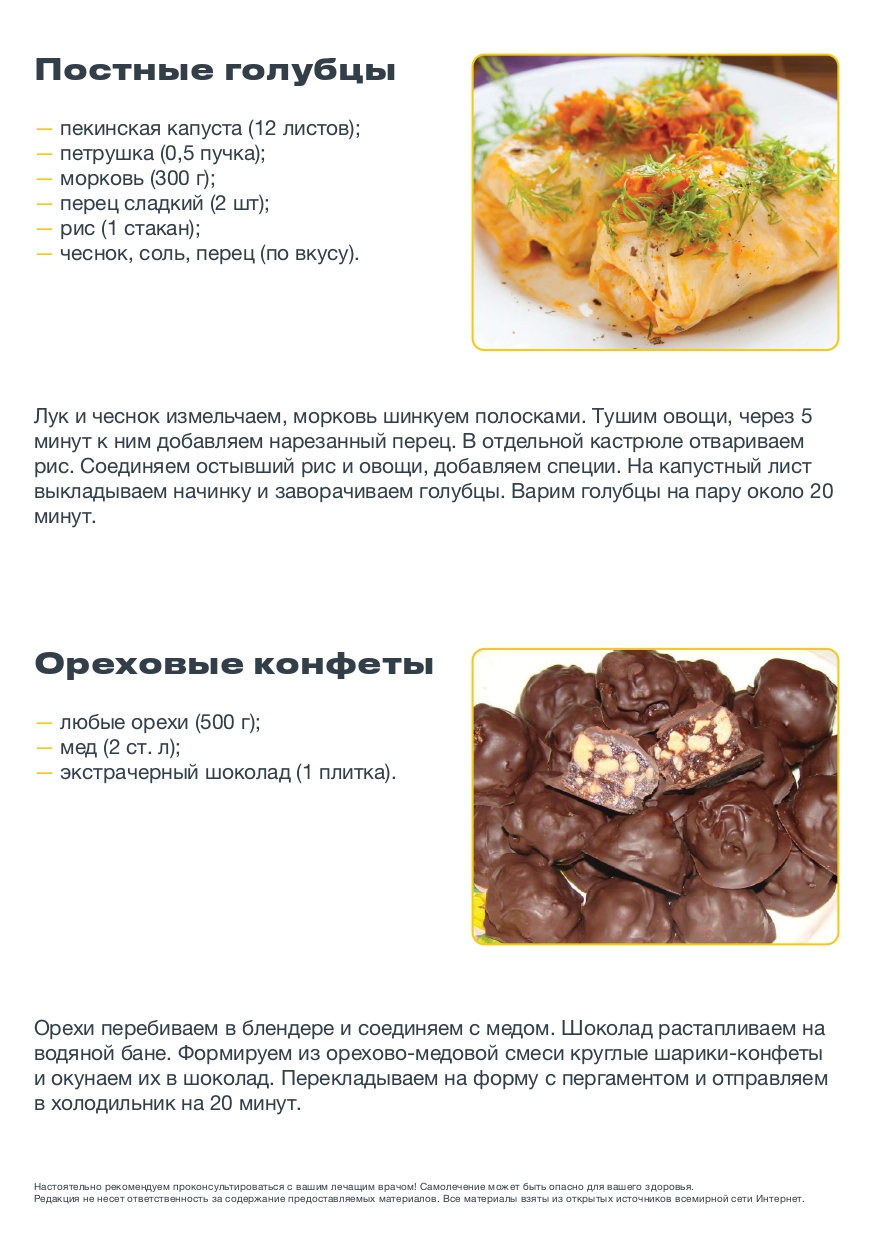 Постные голубцы
— пекинская капуста (12 листов);
— петрушка (0,5 пучка);
— морковь (300 г);
— перец сладкий (2 шт);
— рис (1 стакан);
— чеснок, соль, перец (по вкусу).
Лук и чеснок измельчаем, морковь шинкуем полосками. Тушим овощи, через 5
минут к ним добавляем нарезанный перец. В отдельной кастрюле отвариваем
рис. Соединяем остывший рис и овощи, добавляем специи. На капустный лист
выкладываем начинку и заворачиваем голубцы. Варим голубцы на пару около 20
минут.
Ореховые конфеты
— любые орехи (500 г);
— мед (2 ст. л);
— экстрачерный шоколад (1 плитка).
Орехи перебиваем в блендере и соединяем с медом. Шоколад растапливаем на
водяной бане. Формируем из орехово-медовой смеси круглые шарики-конфеты
и окунаем их в шоколад. Перекладываем на форму с пергаментом и отправляем
в холодильник на 20 минут.
Настоятельно рекомендуем проконсультироваться с вашим лечащим врачом! Самолечение может быть опасно для вашего здоровья.
Редакция не несет ответственность за содержание предоставляемых материалов. Все материалы взяты из открытых источников всемирной сети Интернет.